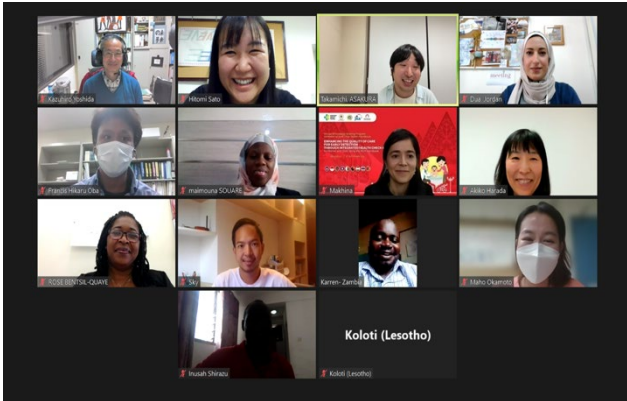 Kazuhiro Yoshida
Hitomi Sato
Takamichi ASAKURA
Dua' Jordan
Francis Hikaru Oba
maimouna SOUARE
Makhina
Akiko Harada
ROSE BENTSIL-QUAYE
Sky
Karren- Zambia
Maho Okamoto
Inusah Shirazu
Koloti (Lesotho)
Koloti (Lesotho)